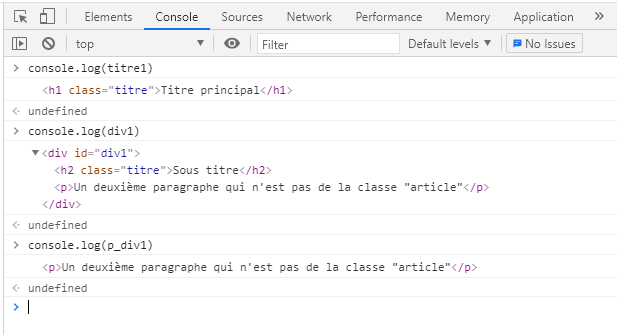 Elements Console Sources Network Performance Memory Application »
top ▼ Filter Default levels ▼ No Issues
> console.log(titre1)
<h1 class="titre">Titre principal</h1>
undefined
> console.log(div1)
▼<div id="div1">
<h2 class="titre">Sous titre</h2>
<p>Un deuxième paragraphe qui n'est pas de la classe "article"</p>
</div>
undefined
> console.log(p_div1)
<p>Un deuxième paragraphe qui n'est pas de la classe "article"</p>
undefined
>